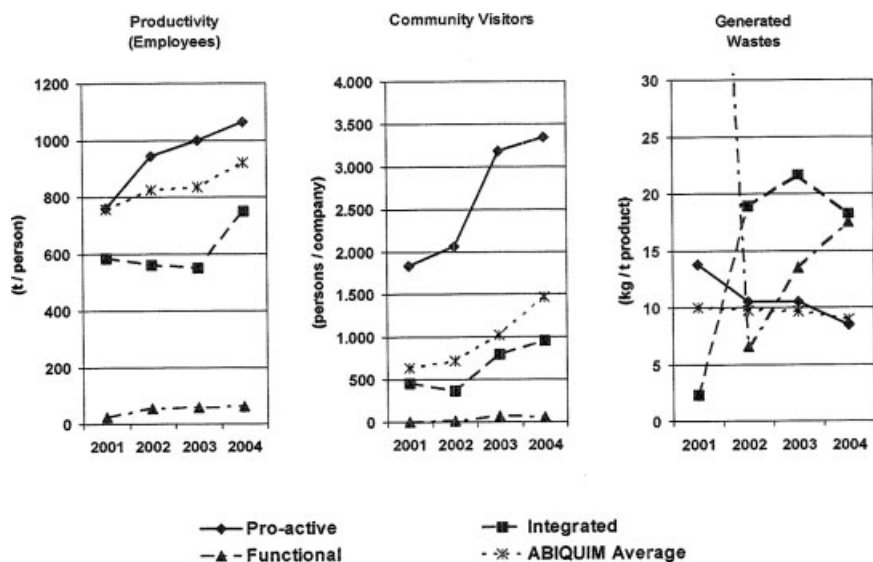 Productivity
(Employees)
Community Visitors
Generated
Wastes
(t / person)
1200
1000
800
600
400
200
0
2001 2002 2003 2004
(persons / company)
4.000
3.500
3.000
2.500
2.000
1.500
1.000
500
0
2001 2002 2003 2004
(kg / t product)
30
25
20
15
10
5
0
2001 2002 2003 2004
Pro-active
Integrated
Functional
ABIQUIM Average